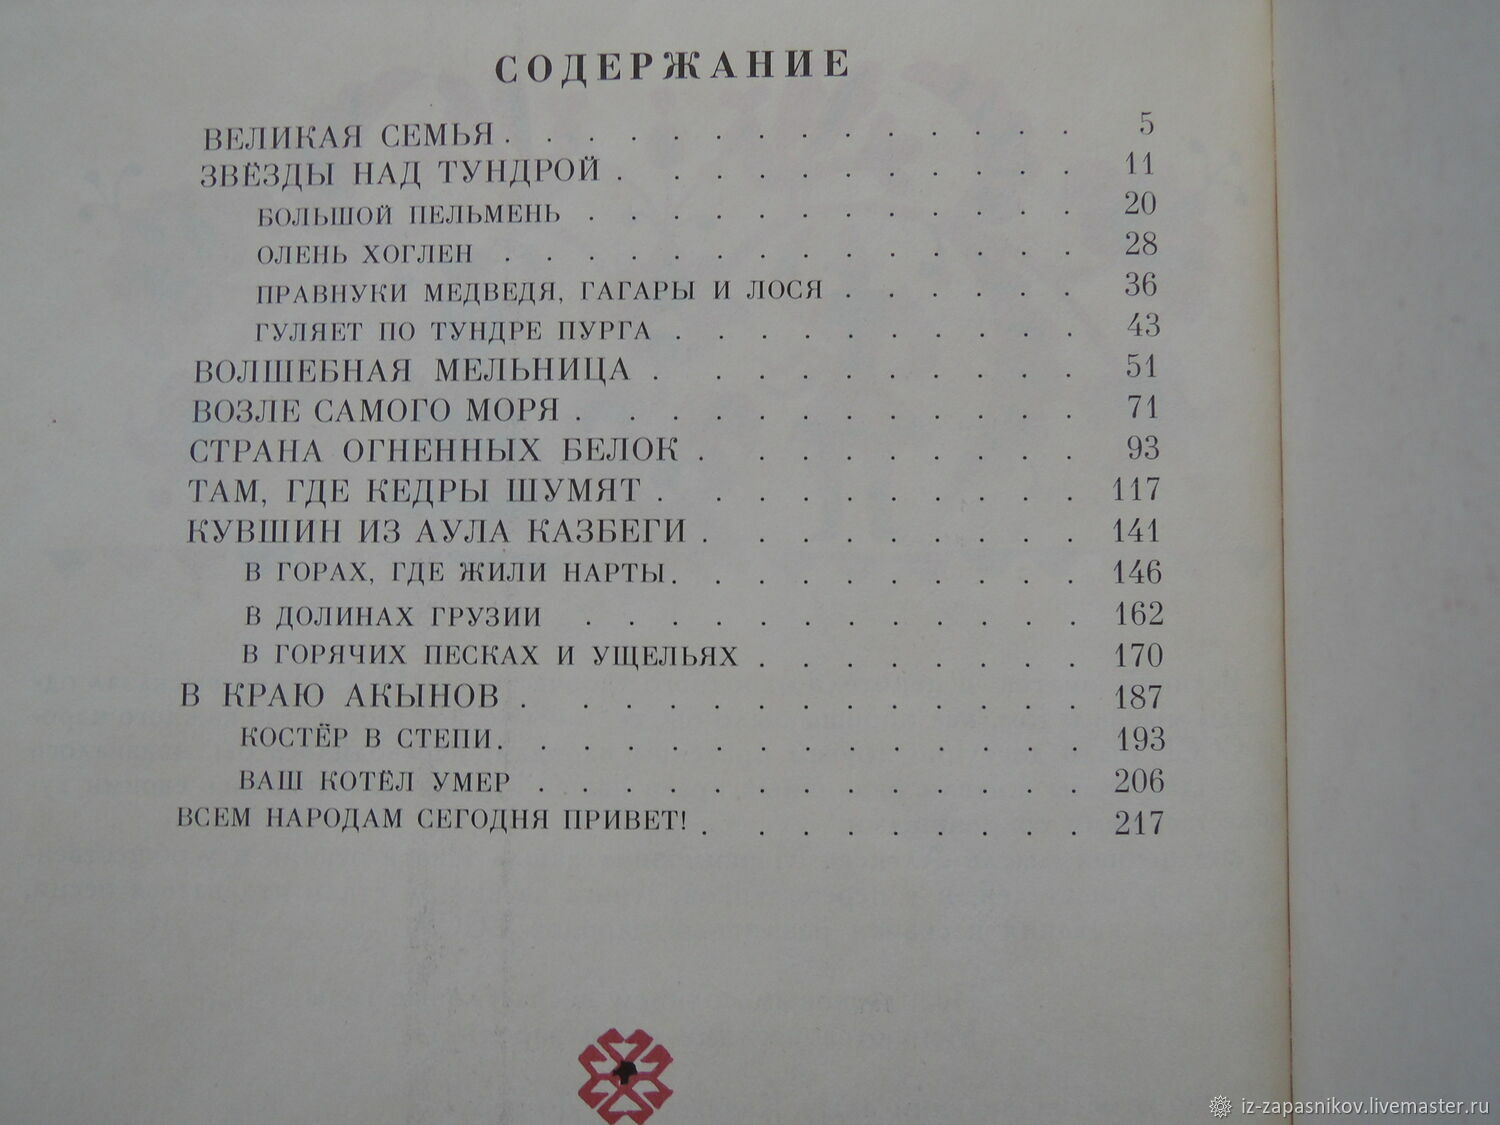 СОДЕРЖАНИЕ
ВЕЛИКАЯ СЕМЬЯ . . . . . . . . . . . . . . 5
ЗВЁЗДЫ НАД ТУНДРОЙ . . . . . . . . . . . 11
БОЛЬШОЙ ПЕЛЬМЕНЬ . . . . . . . . . . . . 20
ОЛЕНЬ ХОГЛЕН . . . . . . . . . . . . . . 28
ПРАВНУКИ МЕДВЕДЯ, ГАГАРЫ И ЛОСЯ . . . . . . 36
ГУЛЯЕТ ПО ТУНДРЕ ПУРГА . . . . . . . . . . 43
ВОЛШЕБНАЯ МЕЛЬНИЦА . . . . . . . . . . 51
ВОЗЛЕ САМОГО МОРЯ . . . . . . . . . . . . 71
СТРАНА ОГНЕННЫХ БЕЛОК . . . . . . . . . 93
ТАМ, ГДЕ КЕДРЫ ШУМЯТ . . . . . . . . . . 117
КУВШИН ИЗ АУЛА КАЗБЕГИ . . . . . . . . . 141
В ГОРАХ, ГДЕ ЖИЛИ НАРТЫ . . . . . . . . . . 146
В ДОЛИНАХ ГРУЗИИ . . . . . . . . . . . . 162
В ГОРЯЧИХ ПЕСКАХ И УЩЕЛЬЯХ . . . . . . . . 170
В КРАЮ АКЫНОВ . . . . . . . . . . . . . 187
КОСТЁР В СТЕПИ . . . . . . . . . . . . . . 193
ВАШ КОТЁЛ УМЕР . . . . . . . . . . . . . 206
ВСЕМ НАРОДАМ СЕГОДНЯ ПРИВЕТ! . . . . . . . . . 217
iz-zapasnikov.livemaster.ru